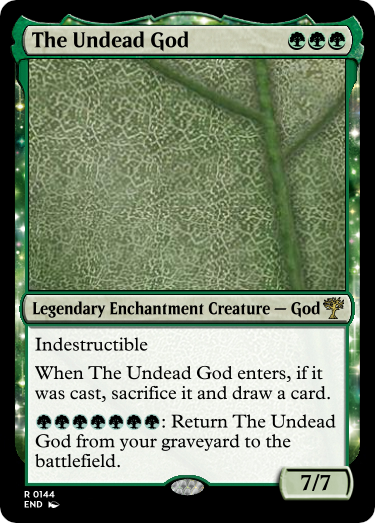 The Undead God
Legendary Enchantment Creature — God
Indestructible
When The Undead God enters, if it
was cast, sacrifice it and draw a card.
: Return The Undead
God from your graveyard to the
battlefield.
7/7
R 0144
END